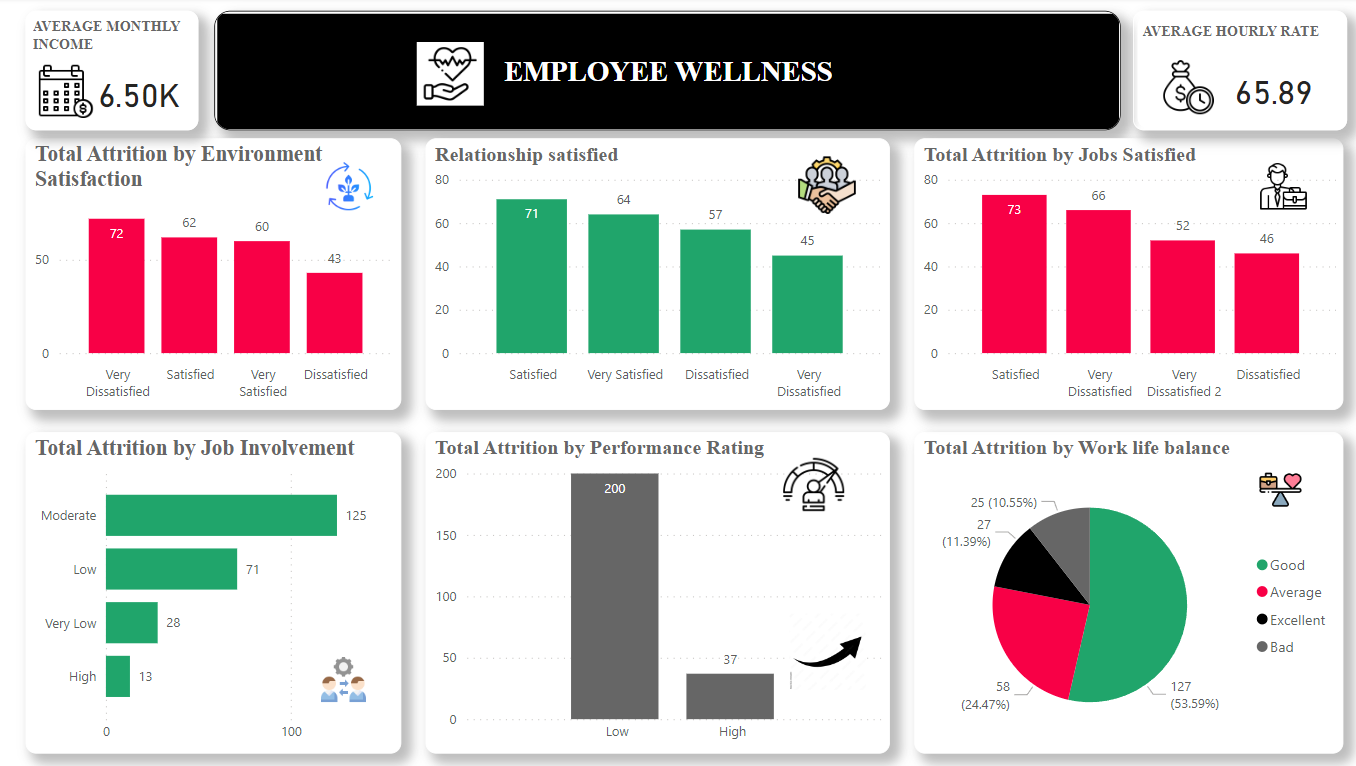 AVERAGE MONTHLY
INCOME
6.50K
EMPLOYEE WELLNESS
AVERAGE HOURLY RATE
65.89
Total Attrition by Environment
Satisfaction
50
0
72
62
60
43
Very
Dissatisfied
Satisfied
Very
Satisfied
Dissatisfied
Relationship satisfied
80
60
40
20
0
71
64
57
45
Satisfied
Very Satisfied
Dissatisfied
Very
Dissatisfied
Total Attrition by Jobs Satisfied
80
60
40
20
0
73
66
52
46
Satisfied
Very
Dissatisfied
Very
Dissatisfied 2
Dissatisfied
Total Attrition by Job Involvement
Moderate
125
Low
71
Very Low
28
High
13
0
100
Total Attrition by Performance Rating
200
150
100
50
0
200
37
Low
High
Total Attrition by Work life balance
25 (10.55%)
27
(11.39%)
58
(24.47%)
127
(53.59%)
Good
Average
Excellent
Bad